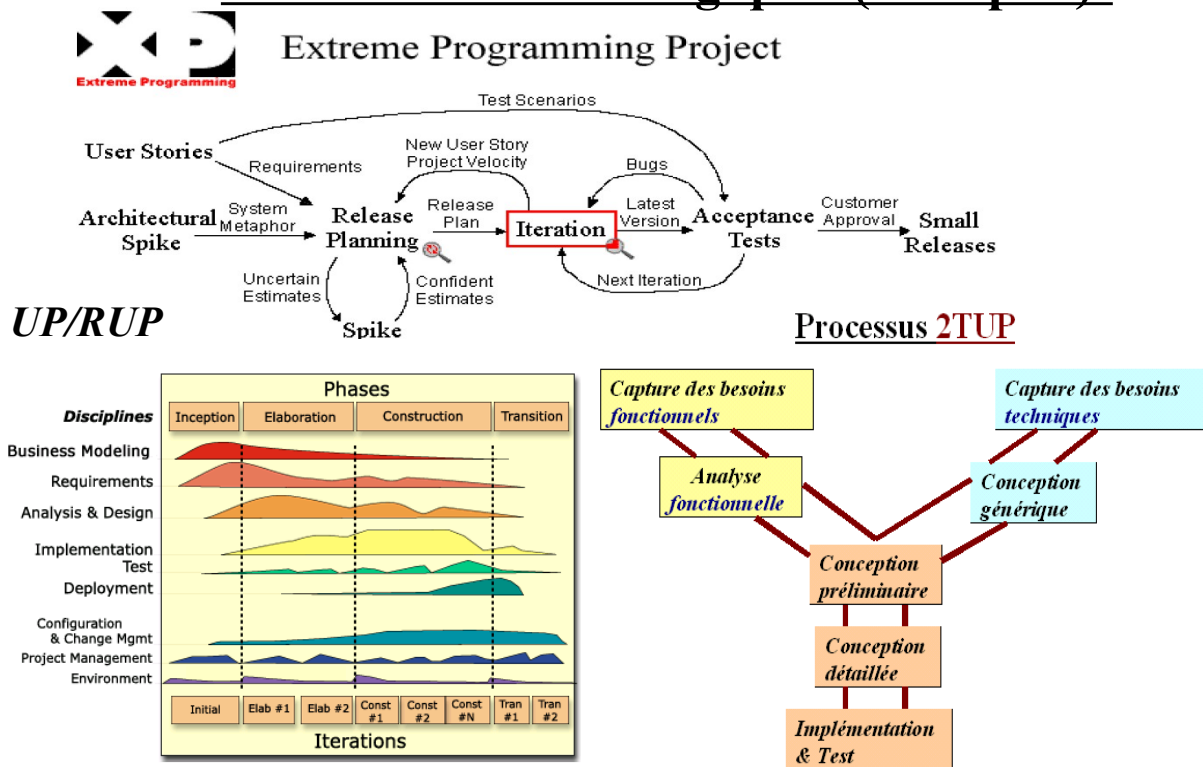 XP
Extreme Programming
Extreme Programming Project
Test Scenarios
User Stories
Requirements
New User Story
Project Velocity
Bugs
Architectural
Spike
System
Metaphor
Release
Planning
Release
Plan
Iteration
Latest
Version
Acceptance
Tests
Customer
Approval
Small
Releases
Uncertain
Estimates
Confident
Estimates
Next Iteration
Spike
UP/RUP
Processus 2TUP
Phases
Disciplines
Inception
Elaboration
Construction
Transition
Business Modeling
Requirements
Analysis & Design
Implementation
Test
Deployment
Configuration
& Change Mgmt
Project Management
Environment
Initial
Elab #1
Elab #2
Const
#1
Const
#2
Const
#N
Tran
#1
Tran
#2
Iterations
Capture des besoins
fonctionnels
Capture des besoins
techniques
Analyse
fonctionnelle
Conception
générique
Conception
préliminaire
Conception
détaillée
Implémentation
& Test